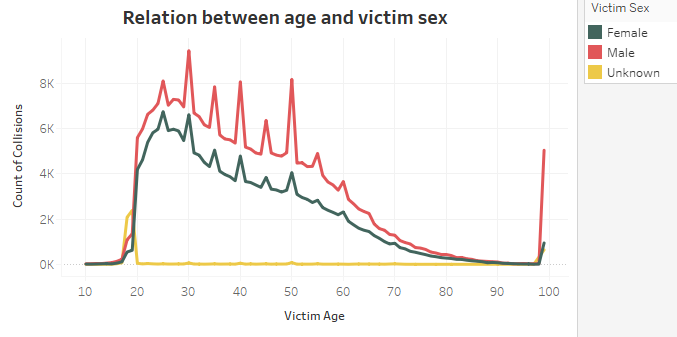 Relation between age and victim sex
Count of Collisions
8K
6K
4K
2K
0K
10 20 30 40 50 60 70 80 90 100
Victim Age
Victim Sex
Female
Male
Unknown